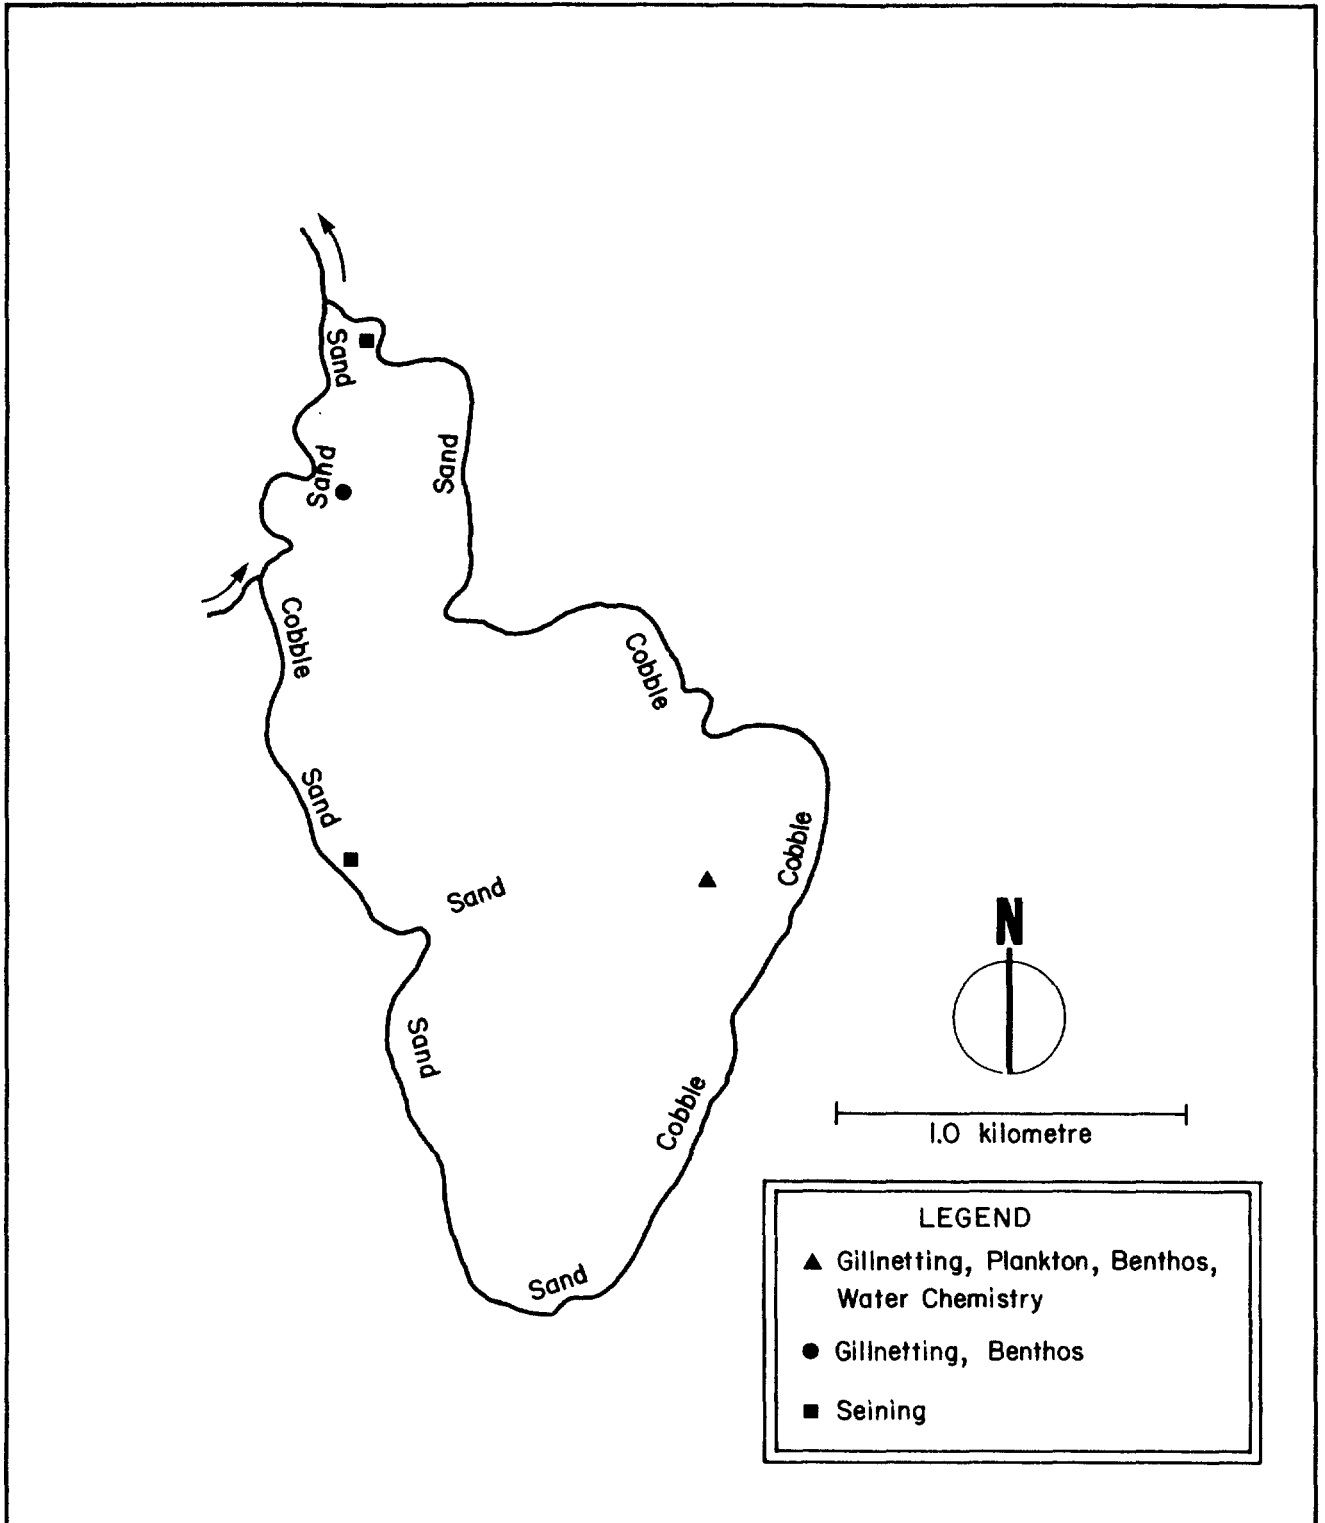 Sand
Sand
Sand
Cobble
Cobble
Sand
Cobble
Sand
N
Sand
Cobble
1.0 kilometre
Sand
LEGEND
Gillnetting, Plankton, Benthos,
Water Chemistry
Gillnetting, Benthos
Seining